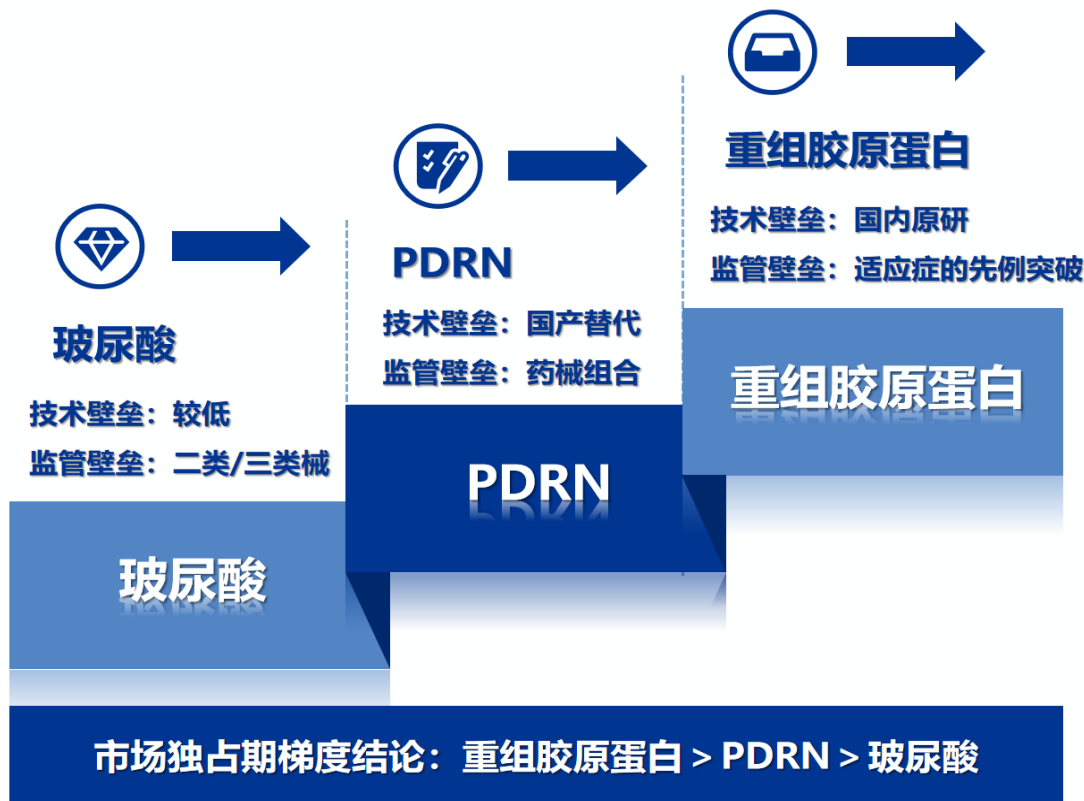 玻尿酸
技术壁垒：较低
监管壁垒：二类/三类械
玻尿酸
PDRN
技术壁垒：国产替代
监管壁垒：药械组合
PDRN
重组胶原蛋白
技术壁垒：国内原研
监管壁垒：适应症的先例突破
重组胶原蛋白
市场独占期梯度结论：重组胶原蛋白＞PDRN＞玻尿酸